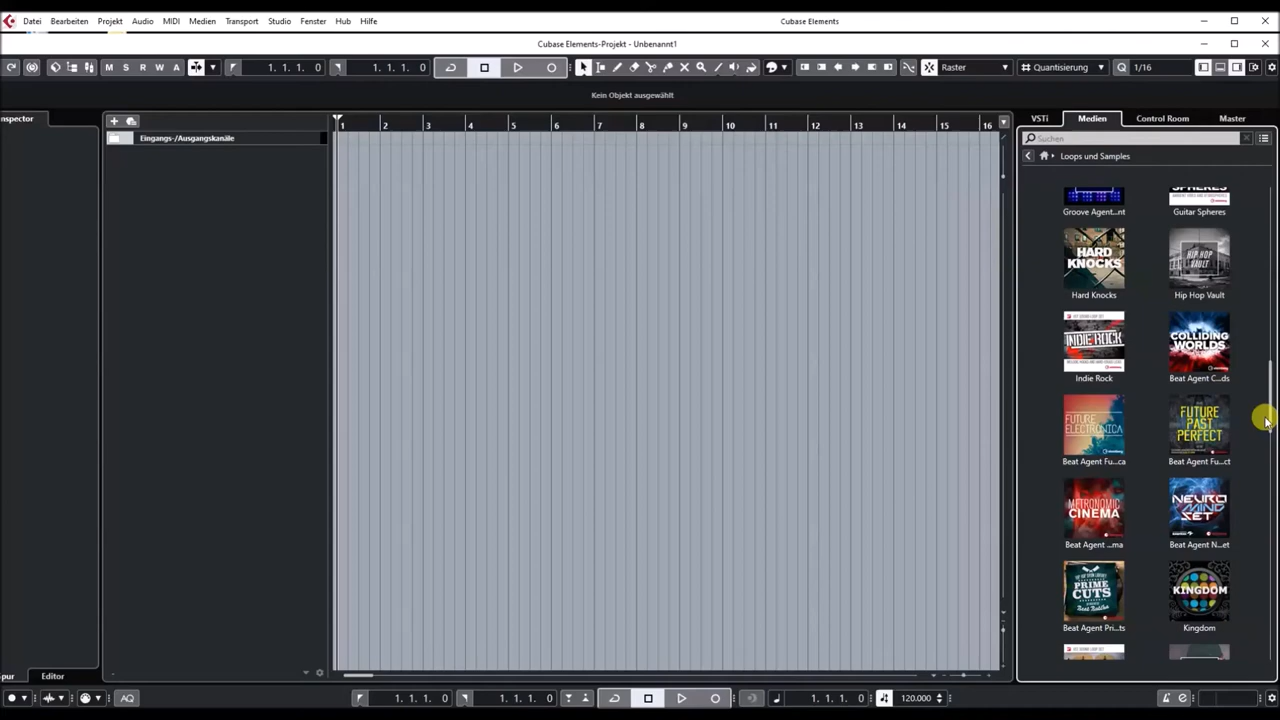 Datei Bearbeiten Projekt Audio MIDI Medien Transport Studio Fenster Hub Hilfe
Cubase Elements
Cubase Elements-Projekt - Unbenannt1
M S R W A
1. 1. 1. 0
1. 1. 1. 0
Raster
Quantisierung
Q 1/16
Kein Objekt ausgewählt
nspector
Eingangs-/Ausgangskanäle
1 2 3 4 5 6 7 8 9 10 11 12 13 14 15 16
VSTi Medien Control Room Master
Suchen
Loops und Samples
SPHERES
Groove Agent...nt
Guitar Spheres
HARD
KNOCKS
HIP HOP
VAULT
Hard Knocks
Hip Hop Vault
INDIE ROCK
COLLIDING
WORLDS
Indie Rock
Beat Agent C...ds
FUTURE
ELECTRONICA
FUTURE
PAST
PERFECT
Beat Agent Fu...ca
Beat Agent Fu...ct
METRONOMIC
CINEMA
NEURO
MIND
SET
Beat Agent ...ma
Beat Agent N...et
PRIME
CUTS
KINGDOM
Beat Agent Pri...ts
Kingdom
pur
Editor
AQ
1. 1. 1. 0
1. 1. 1. 0
1. 1. 1. 0
120.000